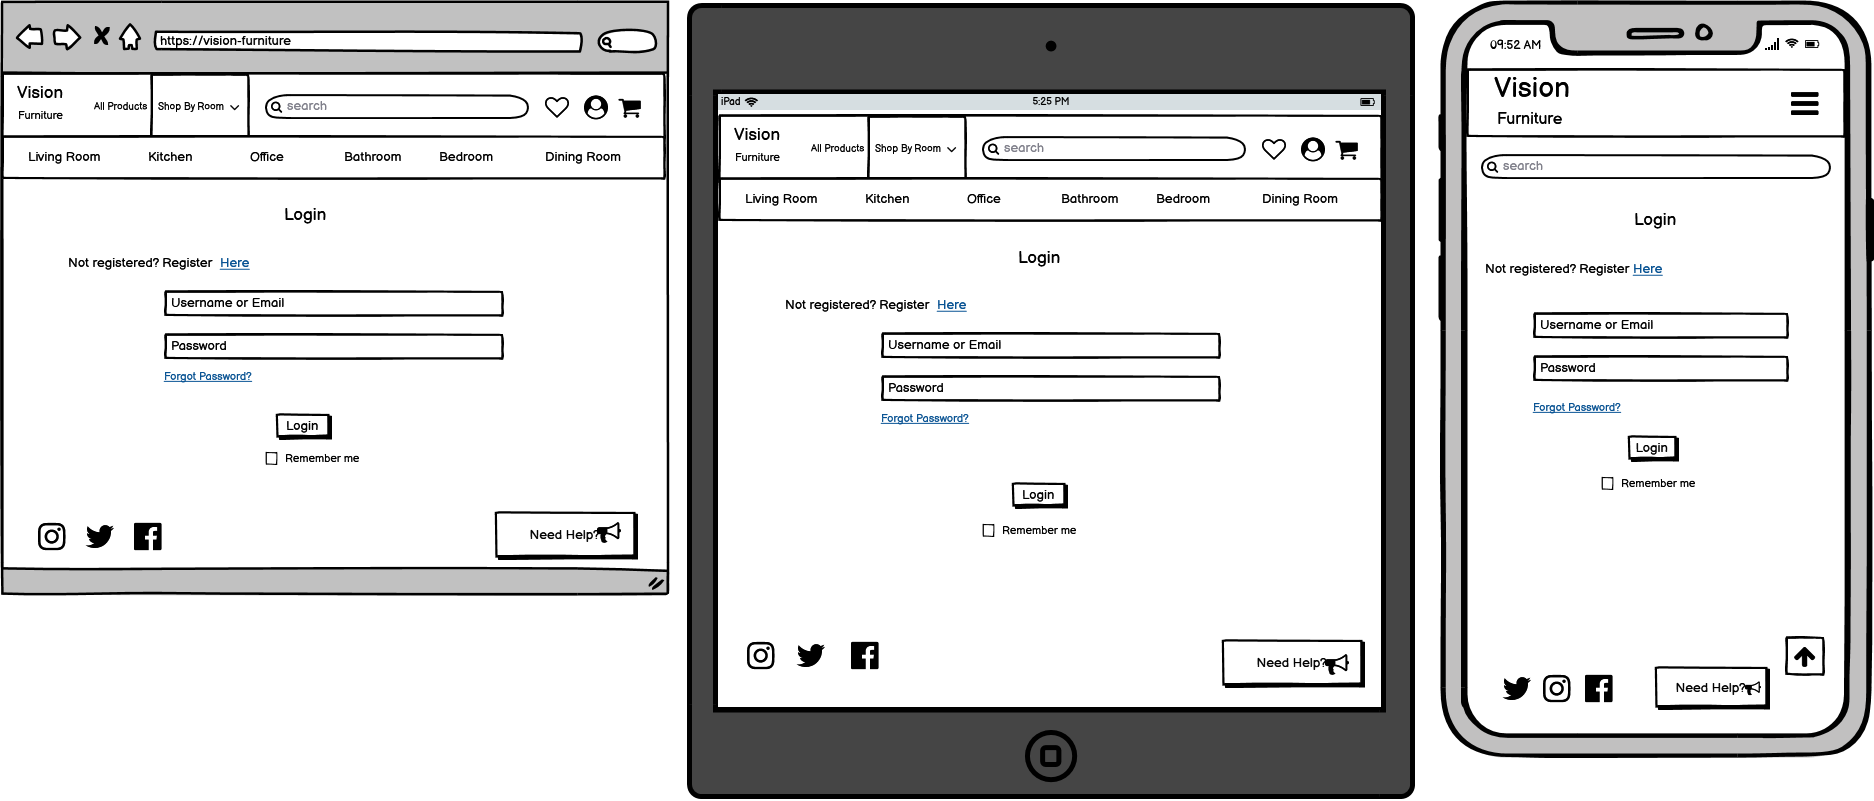 https://vision-furniture
Vision
Furniture
All Products
Shop By Room
search
Living Room Kitchen Office Bathroom Bedroom Dining Room
Login
Not registered? Register Here
Username or Email
Password
Forgot Password?
Login
Remember me
Need Help?
iPad 5:25 PM
Vision
Furniture
All Products
Shop By Room
search
Living Room Kitchen Office Bathroom Bedroom Dining Room
Login
Not registered? Register Here
Username or Email
Password
Forgot Password?
Login
Remember me
Need Help?
09:52 AM
Vision
Furniture
search
Login
Not registered? Register Here
Username or Email
Password
Forgot Password?
Login
Remember me
Need Help?